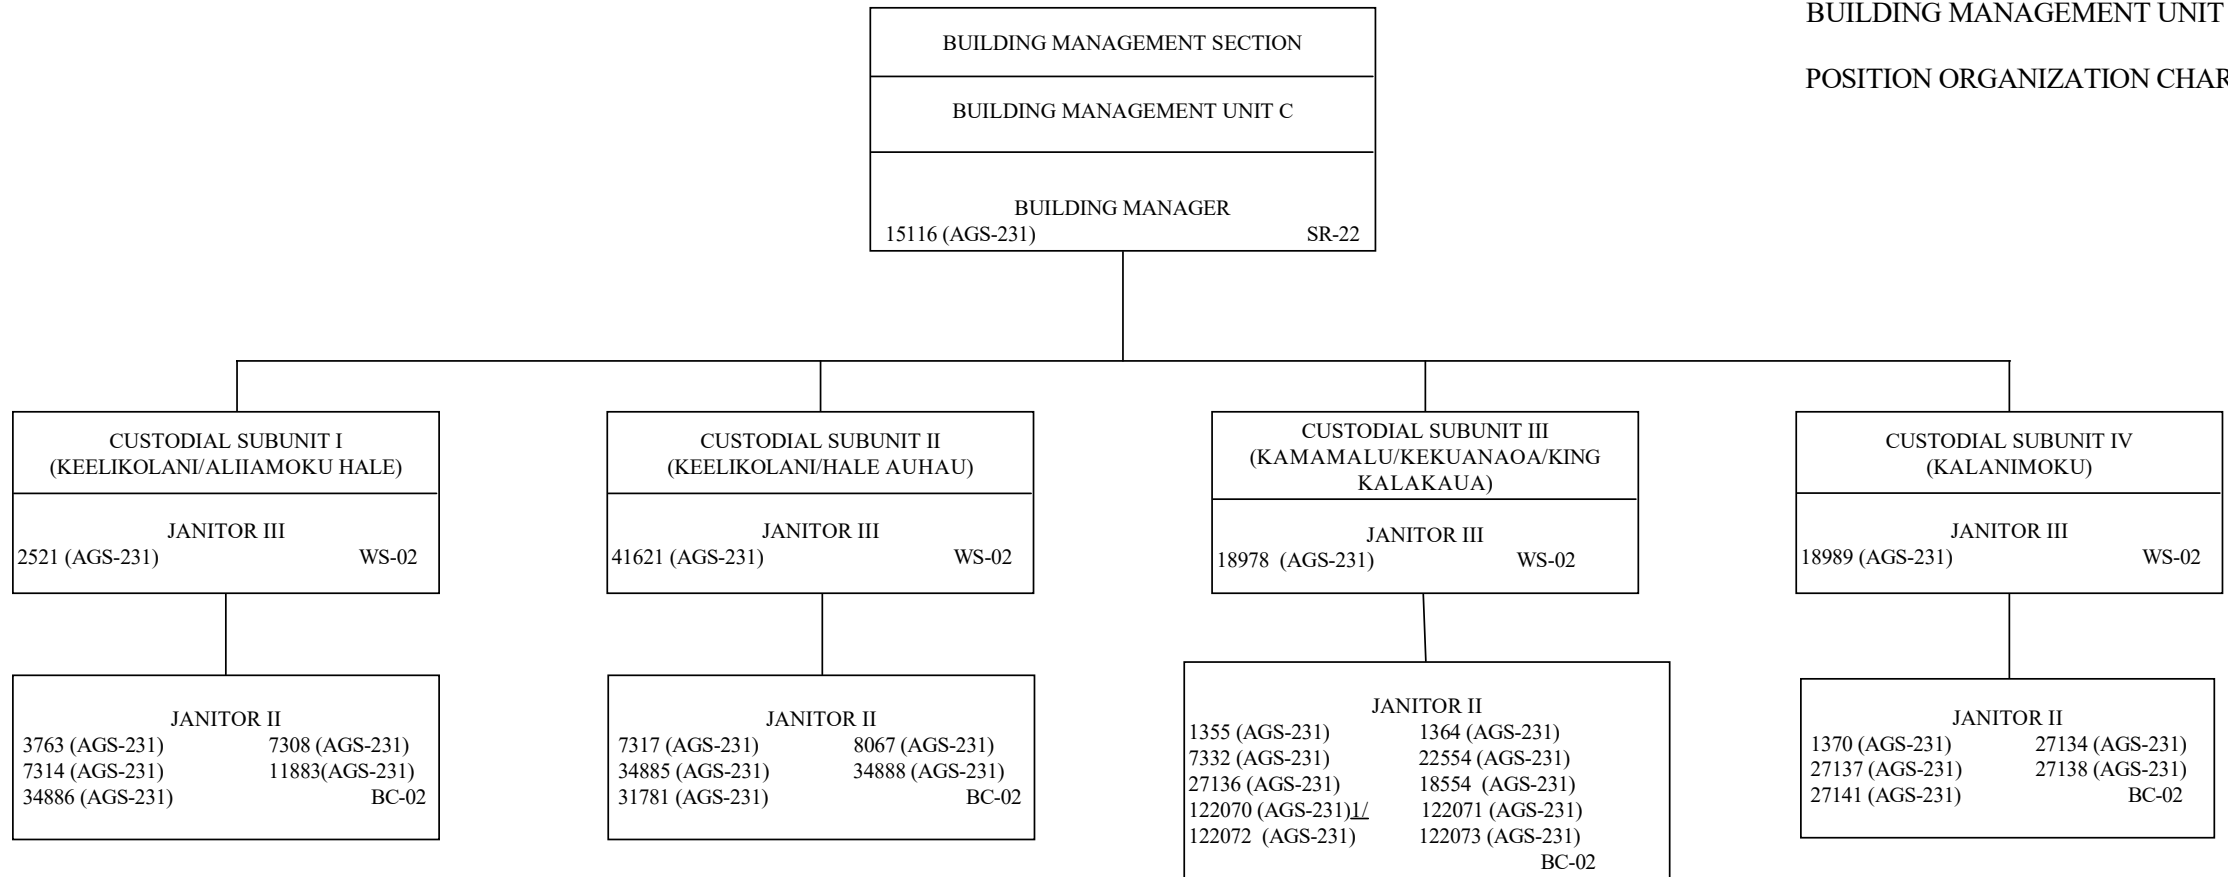 BUILDING MANAGEMENT UNIT
POSITION ORGANIZATION CHAR
BUILDING MANAGEMENT SECTION
BUILDING MANAGEMENT UNIT C
BUILDING MANAGER
15116 (AGS-231) SR-22
CUSTODIAL SUBUNIT I
(KEELIKOLANI/ALIIAMOKU HALE)
JANITOR III
2521 (AGS-231) WS-02
JANITOR II
3763 (AGS-231) 7308 (AGS-231)
7314 (AGS-231) 11883(AGS-231)
34886 (AGS-231) BC-02
CUSTODIAL SUBUNIT II
(KEELIKOLANI/HALE AUHAU)
JANITOR III
41621 (AGS-231) WS-02
JANITOR II
7317 (AGS-231) 8067 (AGS-231)
34885 (AGS-231) 34888 (AGS-231)
31781 (AGS-231) BC-02
CUSTODIAL SUBUNIT III
(KAMAMALU/KEKUANAOA/KING
KALAKAUA)
JANITOR III
18978 (AGS-231) WS-02
JANITOR II
1355 (AGS-231) 1364 (AGS-231)
7332 (AGS-231) 22554 (AGS-231)
27136 (AGS-231) 18554 (AGS-231)
122070 (AGS-231)1/ 122071 (AGS-231)
122072 (AGS-231) 122073 (AGS-231)
BC-02
CUSTODIAL SUBUNIT IV
(KALANIMOKU)
JANITOR III
18989 (AGS-231) WS-02
JANITOR II
1370 (AGS-231) 27134 (AGS-231)
27137 (AGS-231) 27138 (AGS-231)
27141 (AGS-231) BC-02